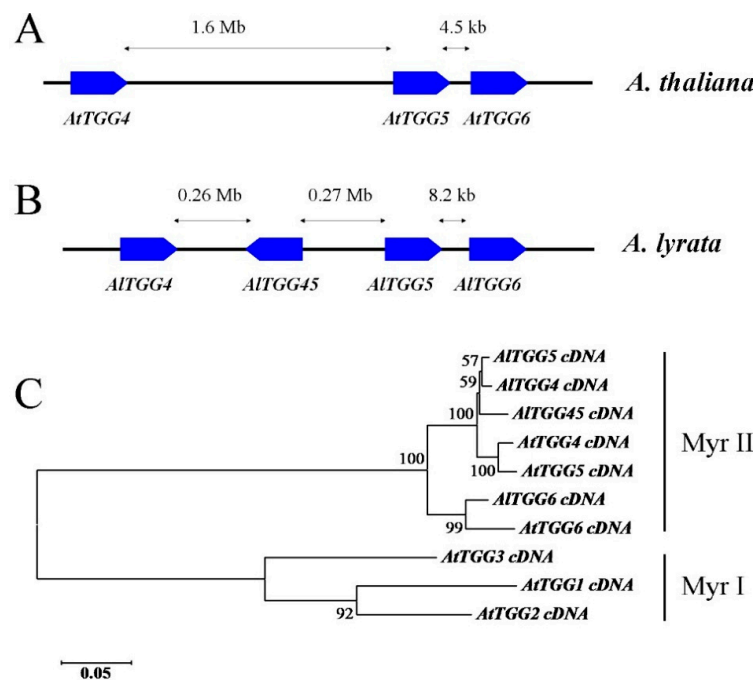 A
1.6 Mb
4.5 kb
AtTGG4
AtTGG5
AtTGG6
A. thaliana
B
0.26 Mb
0.27 Mb
8.2 kb
AlTGG4
AlTGG45
AlTGG5
AlTGG6
A. lyrata
C
57
AlTGG5 cDNA
59
AlTGG4 cDNA
100
AlTGG45 cDNA
AtTGG4 cDNA
100
AtTGG5 cDNA
100
AlTGG6 cDNA
99
AtTGG6 cDNA
Myr II
AtTGG3 cDNA
AtTGG1 cDNA
92
AtTGG2 cDNA
Myr I
0.05